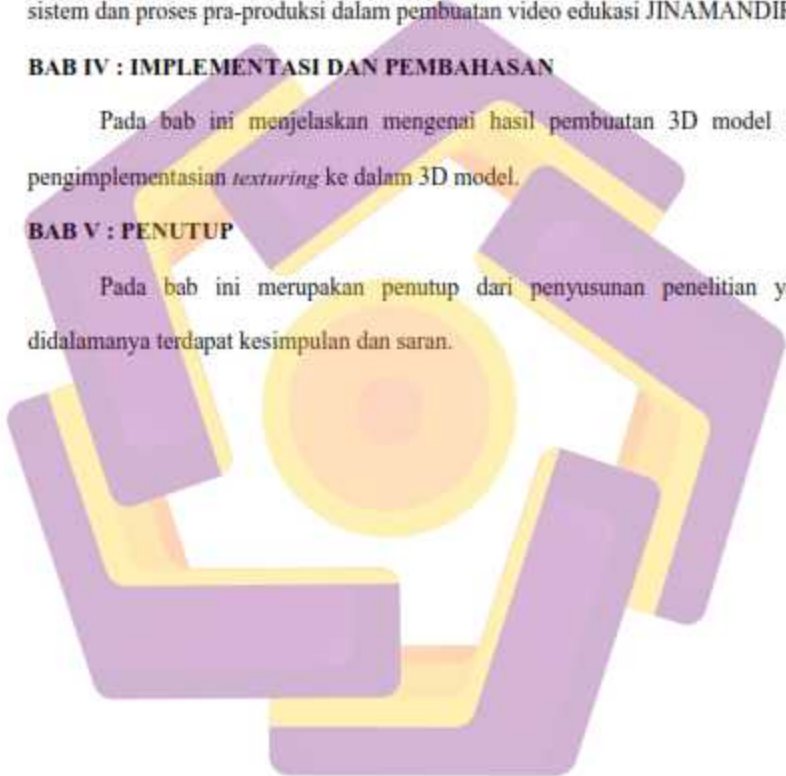 sistem dan proses pra-produksi dalam pembuatan video edukasi
BAB IV : IMPLEMENTASI DAN PEMBAHASAN
Pada bab ini menjelaskan mengenai hasil pembuatan 3D model
pengimplementasian texturing ke dalam 3D model.
BAB V : PENUTUP
Pada bab ini merupakan penutup dari penyusunan penelitian
didalamanya terdapat kesimpulan dan saran.